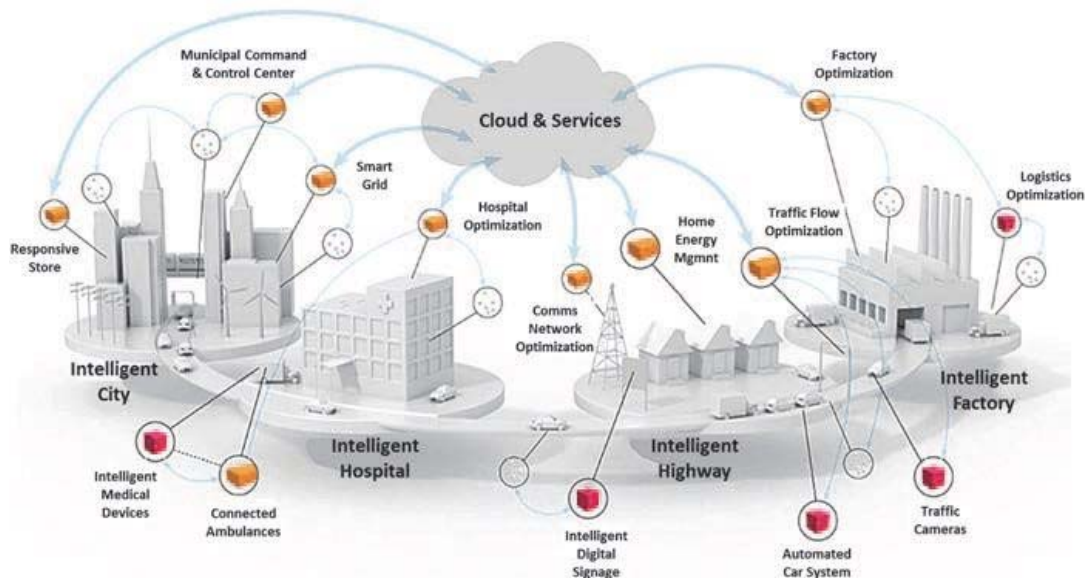 Municipal Command
& Control Center
Cloud & Services
Factory
Optimization
Smart
Grid
Logistics
Optimization
Responsive
Store
Hospital
Optimization
Home
Energy
Mgmnt
Traffic Flow
Optimization
Comms
Network
Optimization
Intelligent
City
Intelligent
Factory
Intelligent
Hospital
Intelligent
Highway
Intelligent
Medical
Devices
Connected
Ambulances
Intelligent
Digital
Signage
Automated
Car System
Traffic
Cameras